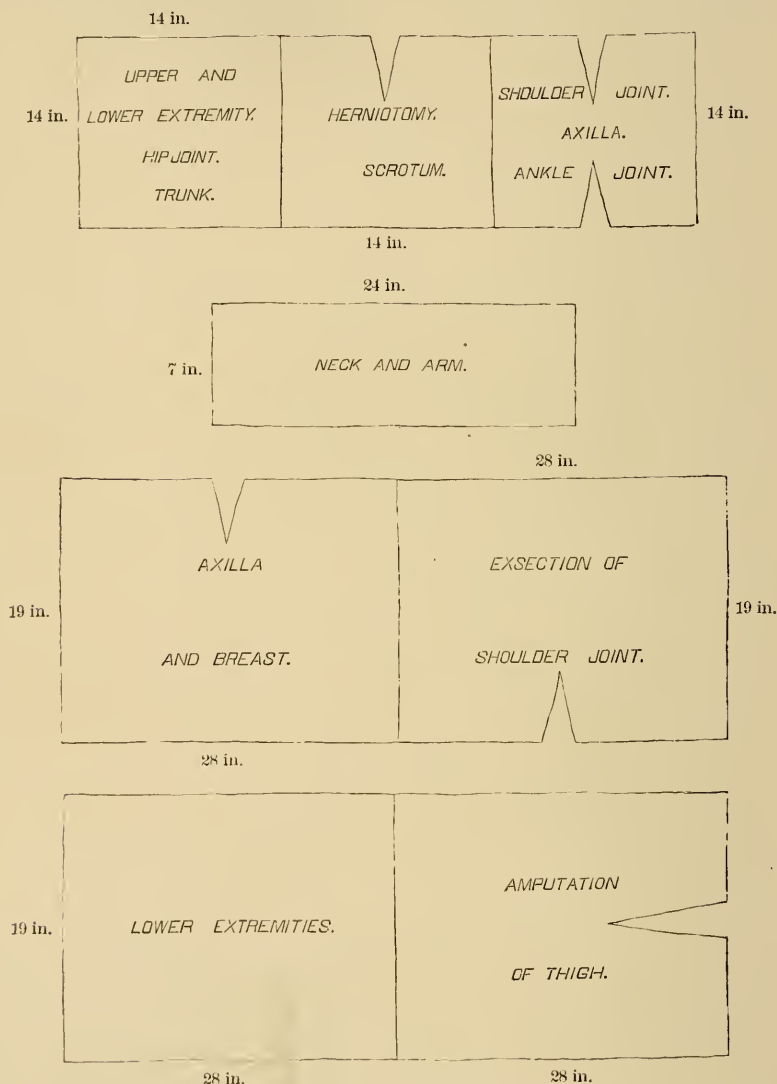 14 in.
14 in.
UPPER AND
LOWER EXTREMITY.
HIP JOINT.
TRUNK.
HERNIOTOMY.
SCROTUM.
SHOULDER JOINT.
AXILLA.
ANKLE JOINT.
14 in.
14 in.
24 in.
7 in.
NECK AND ARM.
28 in.
19 in.
AXILLA
AND BREAST.
EXSECTION OF
SHOULDER JOINT.
19 in.
28 in.
19 in.
LOWER EXTREMITIES.
AMPUTATION
OF THIGH.
28 in.
28 in.